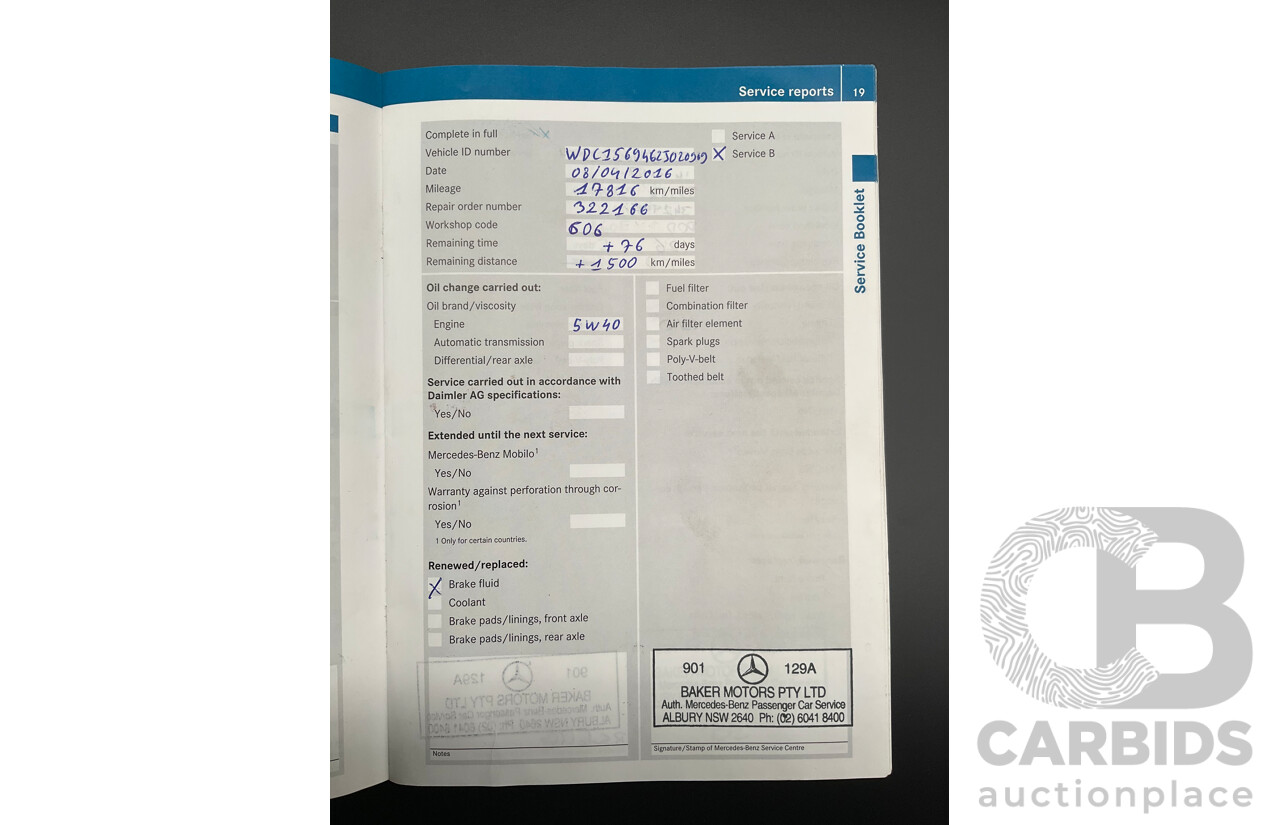 Service reports 19
Complete in full
Service A
Vehicle ID number WDC1569462J020919 X Service B
Date 08/04/2016
Mileage 17816 km/miles
Repair order number 322166
Workshop code 606
Remaining time +76 days
Remaining distance +1500 km/miles
Service Booklet
Oil change carried out:
Oil brand/viscosity
Engine 5W40
Automatic transmission
Differential/rear axle
Service carried out in accordance with
Daimler AG specifications:
Yes/No
Extended until the next service:
Mercedes-Benz Mobilo1
Yes/No
Warranty against perforation through cor-
rosion1
Yes/No
1 Only for certain countries.
Renewed/replaced:
X Brake fluid
Coolant
Brake pads/linings, front axle
Brake pads/linings, rear axle
Notes
Fuel filter
Combination filter
Air filter element
Spark plugs
Poly-V-belt
Toothed belt
901 129A
BAKER MOTORS PTY LTD
Auth. Mercedes-Benz Passenger Car Service
ALBURY NSW 2640 Ph: (02) 6041 8400
Signature/Stamp of Mercedes-Benz Service Centre
CB
CARBIDS
auctionplace